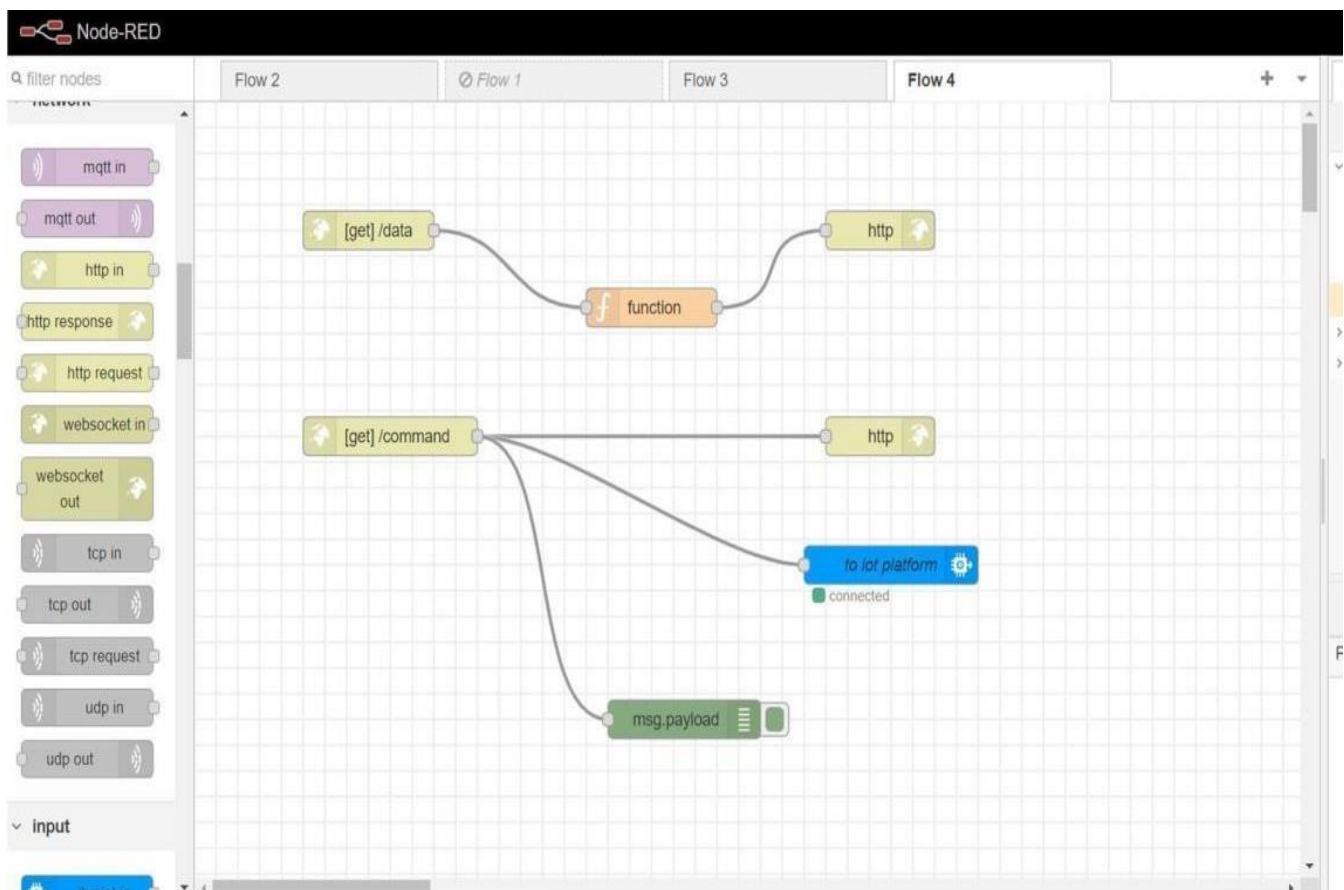 Node-RED
filter nodes
Flow 2
Flow 1
Flow 3
Flow 4
network
mqtt in
mqtt out
http in
http response
http request
websocket in
websocket
out
tcp in
tcp out
tcp request
udp in
udp out
input
[get] /data
function
http
[get] /command
http
to iot platform
connected
msg.payload